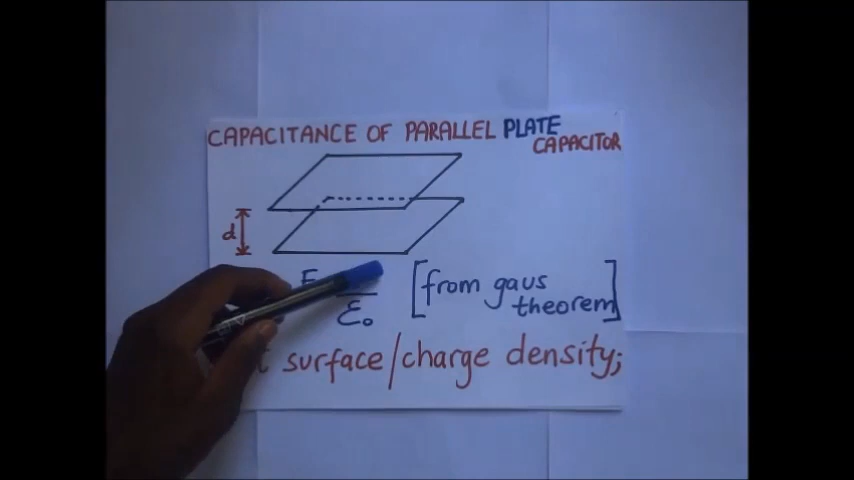 CAPACITANCE OF PARALLEL PLATE
CAPACITOR
d
E [from gaus
theorem]
ε₀
surface/charge density;